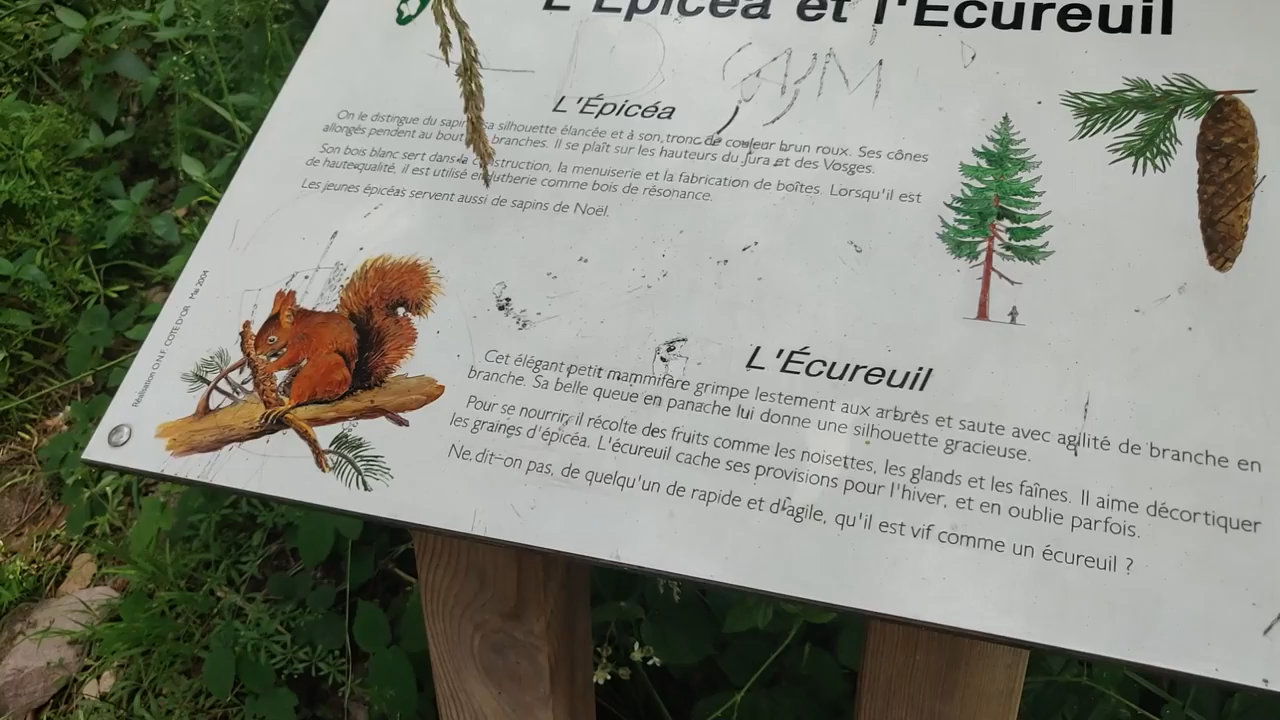 L'Épicéa et l'Écureuil
AJM
L'Épicéa
On le distingue du sapin sa silhouette élancée et à son tronc de couleur brun roux. Ses cônes
allongés pendent au bout branches. Il se plaît sur les hauteurs du Jura et des Vosges.
Son bois blanc sert dans la construction, la menuiserie et la fabrication de boîtes. Lorsqu'il est
de haute qualité, il est utilisé en lutherie comme bois de résonance.
Les jeunes épicéas servent aussi de sapins de Noël.
Réalisation O.N.F. COTE D'OR Mai 2004
L'Écureuil
Cet élégant petit mammifère grimpe lestement aux arbres et saute avec agilité de branche en
branche. Sa belle queue en panache lui donne une silhouette gracieuse.
Pour se nourrir, il récolte des fruits comme les noisettes, les glands et les faînes. Il aime décortiquer
les graines d'épicéa. L'écureuil cache ses provisions pour l'hiver, et en oublie parfois.
Ne dit-on pas, de quelqu'un de rapide et d'agile, qu'il est vif comme un écureuil ?